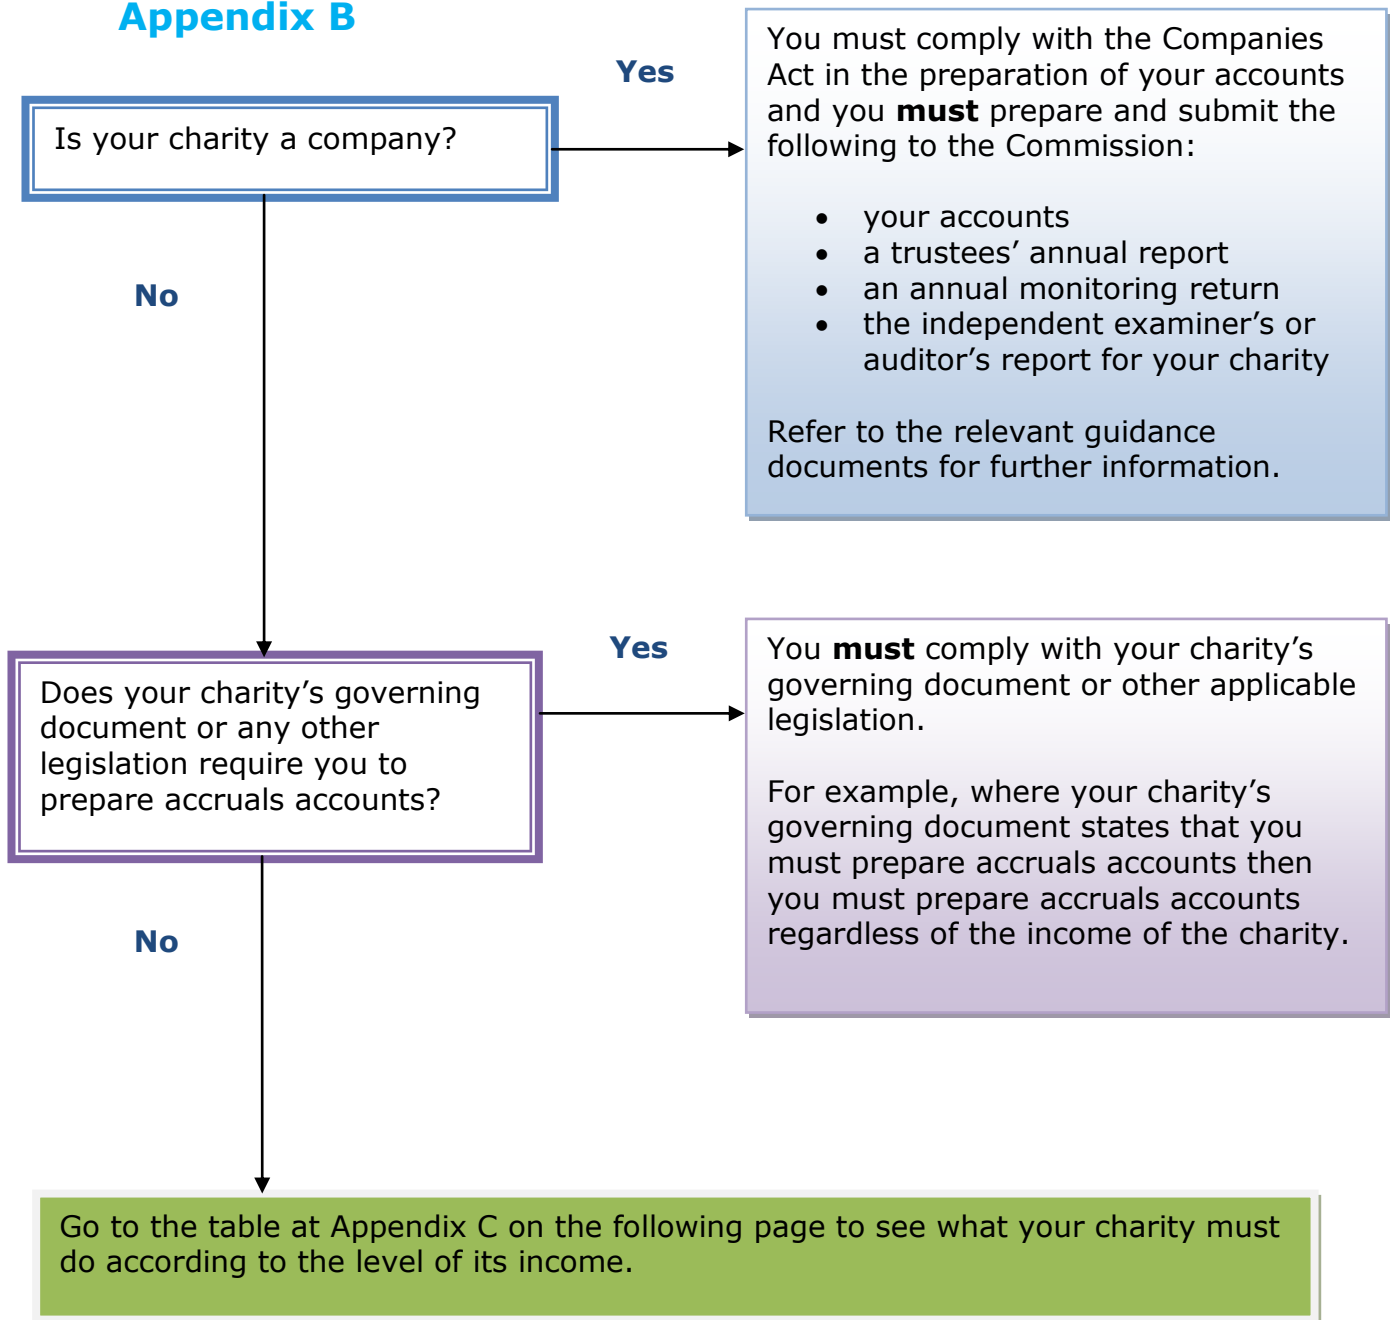 Appendix B
Is your charity a company?
Yes
You must comply with the Companies
Act in the preparation of your accounts
and you must prepare and submit the
following to the Commission:
• your accounts
• a trustees’ annual report
• an annual monitoring return
• the independent examiner’s or
auditor’s report for your charity
Refer to the relevant guidance
documents for further information.
No
Does your charity’s governing
document or any other
legislation require you to
prepare accruals accounts?
Yes
You must comply with your charity’s
governing document or other applicable
legislation.
For example, where your charity’s
governing document states that you
must prepare accruals accounts then
you must prepare accruals accounts
regardless of the income of the charity.
No
Go to the table at Appendix C on the following page to see what your charity must
do according to the level of its income.